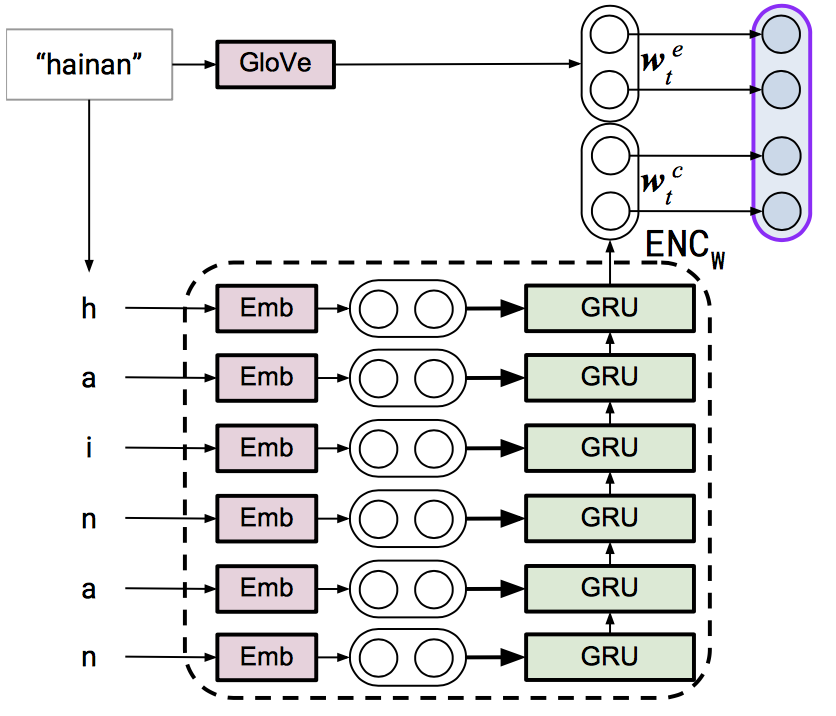 “hainan”
GloVe
w_t^e
w_t^c
ENC_W
h Emb GRU
a Emb GRU
i Emb GRU
n Emb GRU
a Emb GRU
n Emb GRU